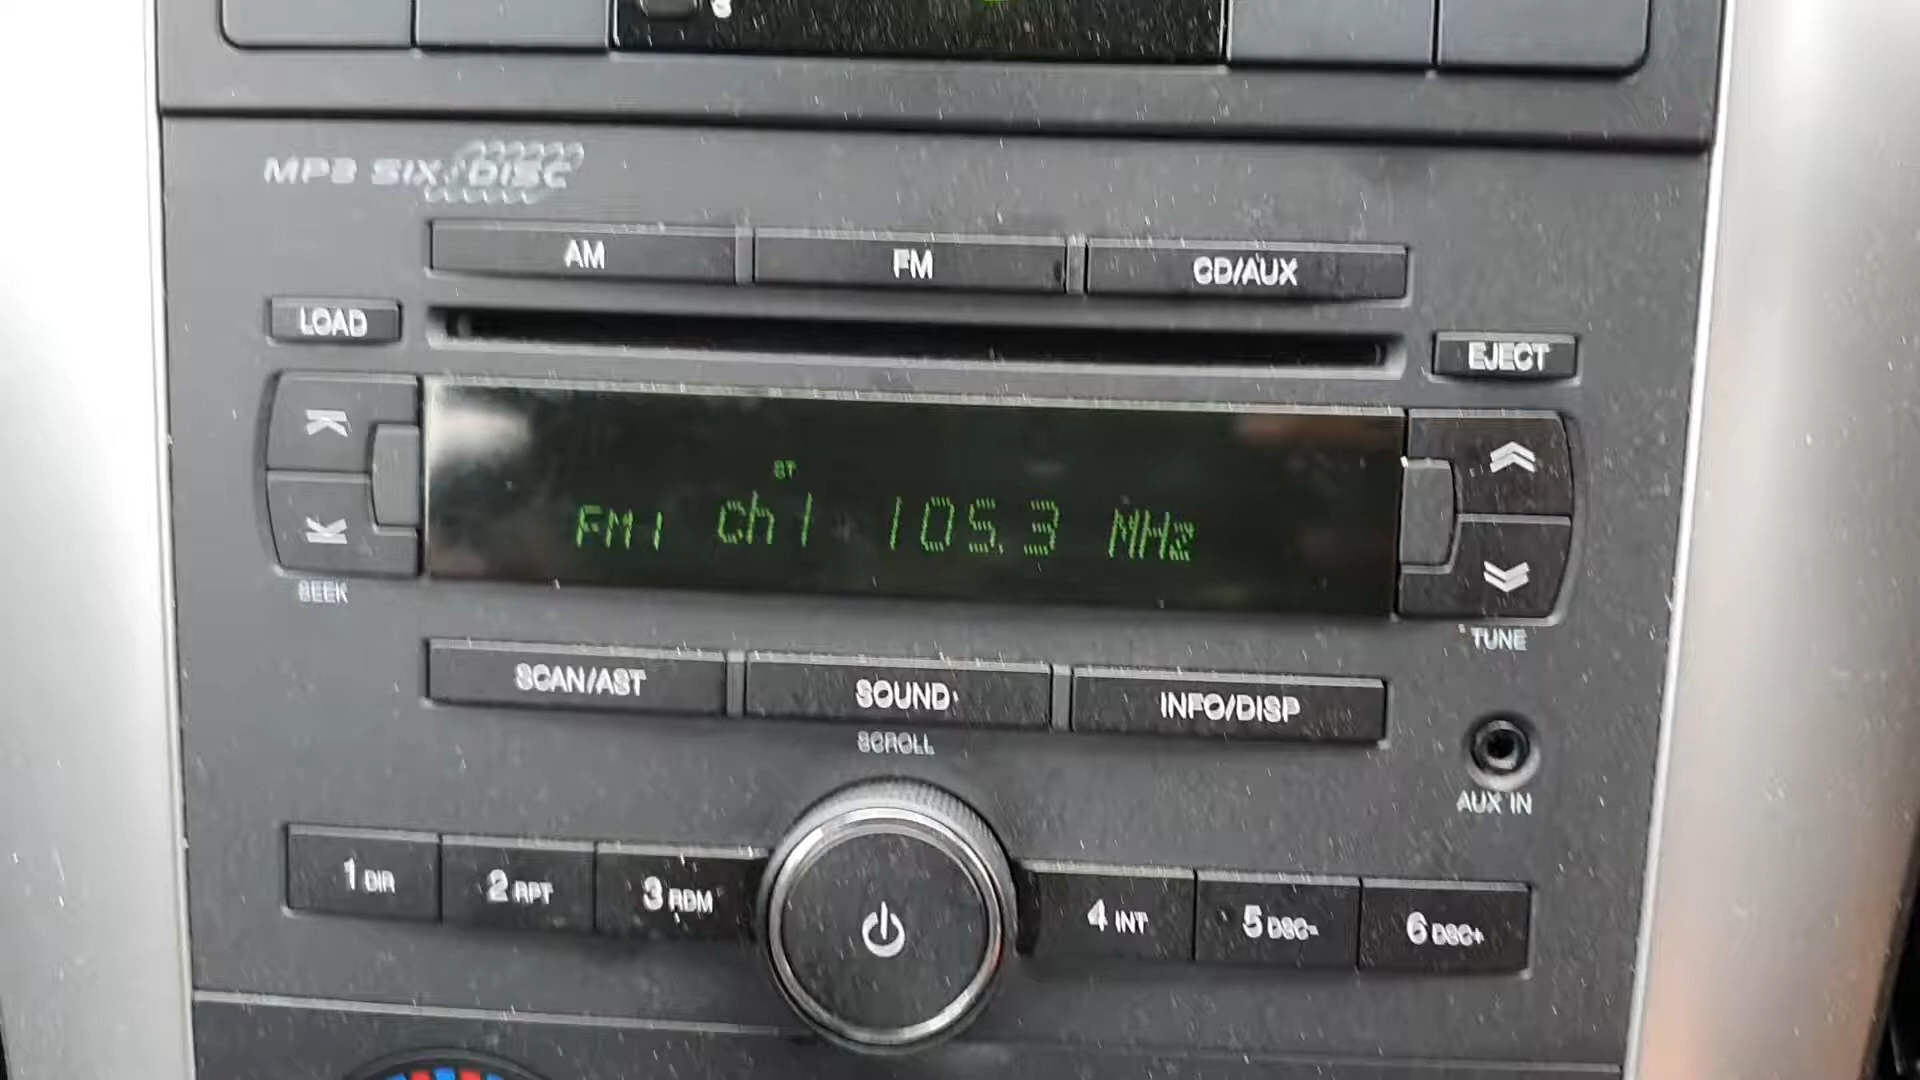 MP3 SIX/DISC
AM FM CD/AUX
LOAD EJECT
ST
FM1 Ch1 105.3 MHz
SEEK TUNE
SCAN/AST SOUND INFO/DISP
SCROLL
AUX IN
1 DIR 2 RPT 3 RDM 4 INT 5 DSC- 6 DSC+